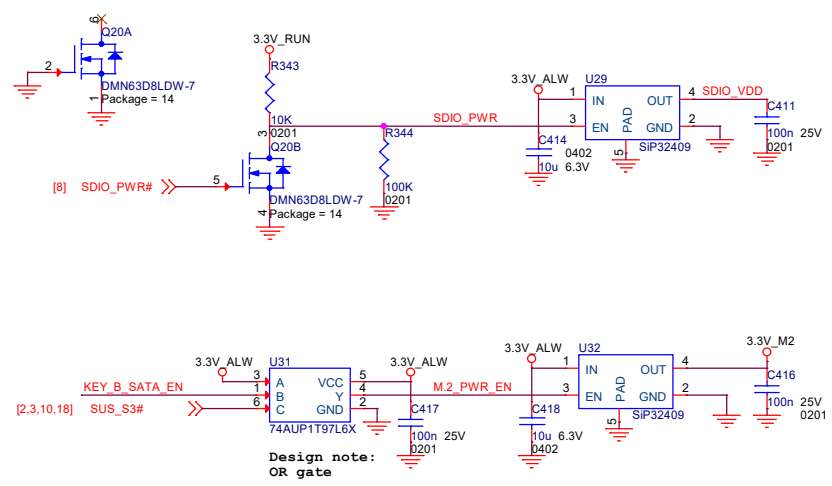 6
Q20A
2
1
DMN63D8LDW-7
Package = 14
3.3V_RUN
R343
10K
0201
3
Q20B
[8] SDIO_PWR#
5
DMN63D8LDW-7
Package = 14
4
SDIO_PWR
R344
100K
0201
3.3V_ALW
U29
1 IN OUT 4
SDIO_VDD
3 EN GND 2
PAD
5
SiP32409
C414
0402
10u 6.3V
C411
100n 25V
0201
3.3V_ALW
U31
3.3V_ALW
3 A VCC 5
KEY_B_SATA_EN
1 B Y 4
M.2_PWR_EN
[2,3,10,18] SUS_S3#
6 C GND 2
74AUP1T97L6X
Design note:
OR gate
C417
100n 25V
0201
3.3V_ALW
U32
3.3V_M2
1 IN OUT 4
3 EN GND 2
PAD
5
SiP32409
C418
10u 6.3V
0402
C416
100n 25V
0201